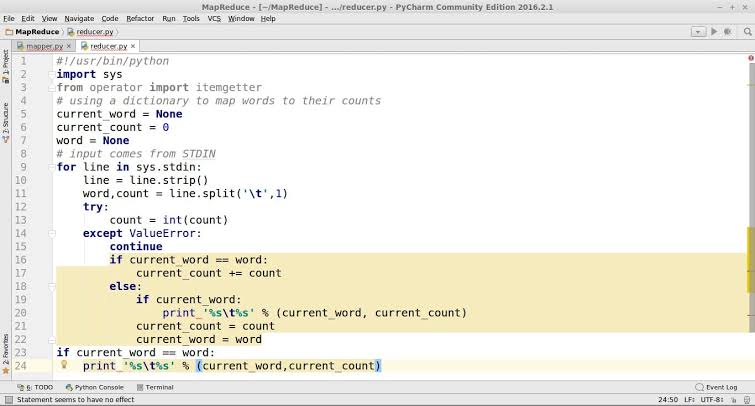 MapReduce - [~/MapReduce] - .../reducer.py - PyCharm Community Edition 2016.2.1
File Edit View Navigate Code Refactor Run Tools VCS Window Help
MapReduce reducer.py
mapper.py × reducer.py ×
1: Project
7: Structure
2: Favorites
1 #!/usr/bin/python
2 import sys
3 from operator import itemgetter
4 # using a dictionary to map words to their counts
5 current_word = None
6 current_count = 0
7 word = None
8 # input comes from STDIN
9 for line in sys.stdin:
10 line = line.strip()
11 word,count = line.split('\t',1)
12 try:
13 count = int(count)
14 except ValueError:
15 continue
16 if current_word == word:
17 current_count += count
18 else:
19 if current_word:
20 print '%s\t%s' % (current_word, current_count)
21 current_count = count
22 current_word = word
23 if current_word == word:
24 print '%s\t%s' % (current_word,current_count)
6: TODO Python Console Terminal Event Log
Statement seems to have no effect 24:50 LF÷ UTF-8÷